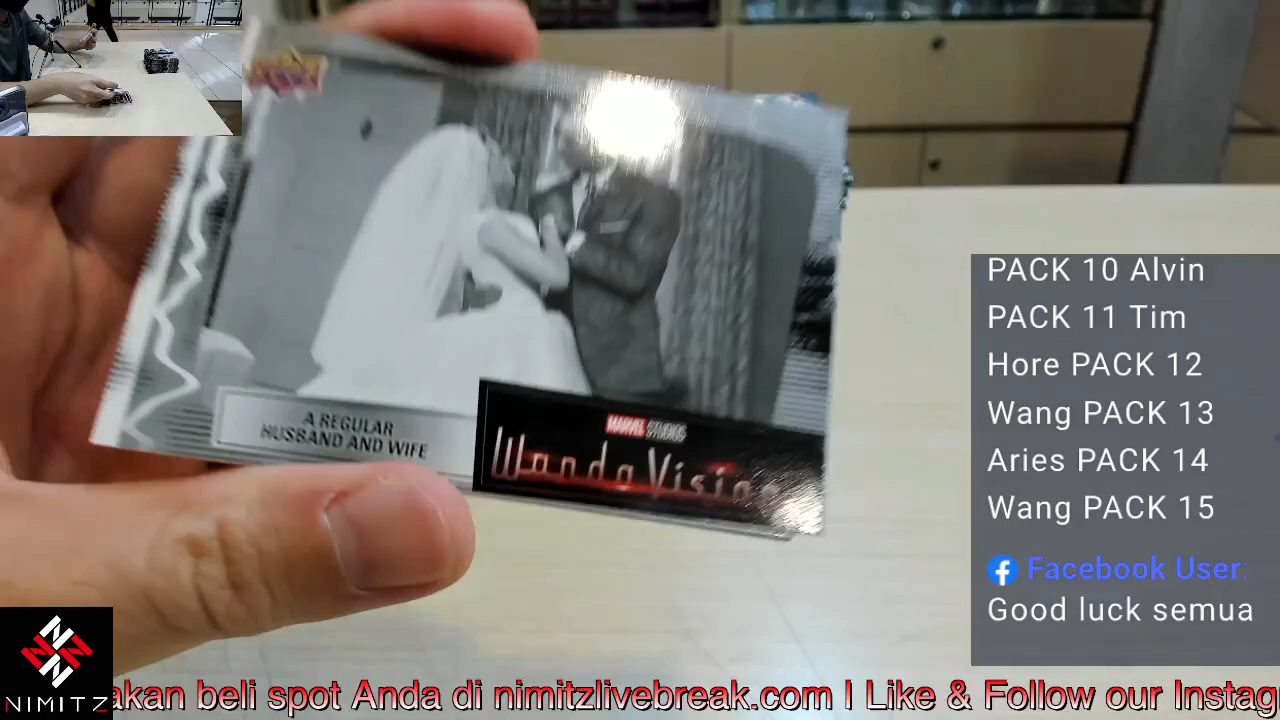 A REGULAR
HUSBAND AND WIFE
MARVEL STUDIOS
WandaVision
PACK 10 Alvin
PACK 11 Tim
Hore PACK 12
Wang PACK 13
Aries PACK 14
Wang PACK 15
Facebook User:
Good luck semua
NIMITZ
akan beli spot Anda di nimitzlivebreak.com I Like & Follow our Instag